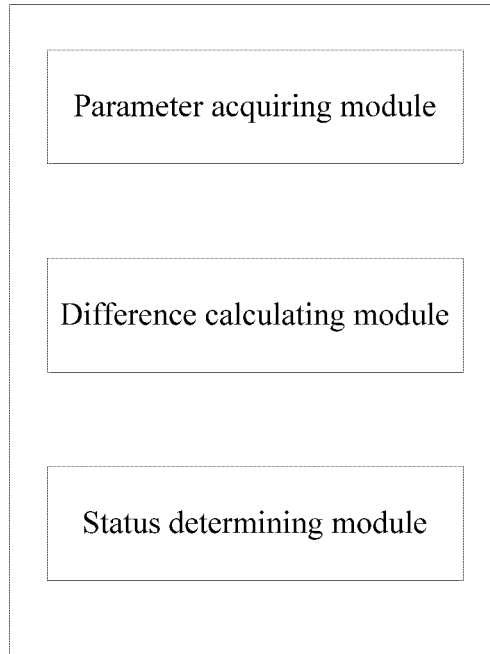 Parameter acquiring module
Difference calculating module
Status determining module